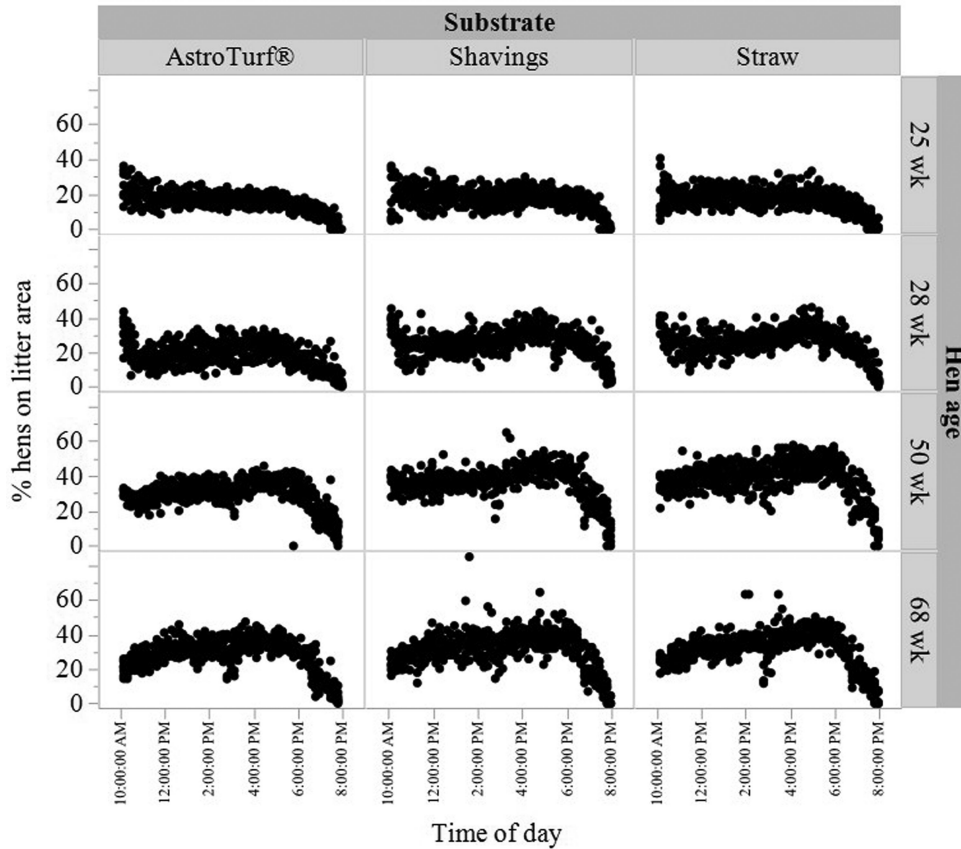 Substrate
AstroTurf® Shavings Straw
60
40
20
0
25 wk
60
40
20
0
28 wk
60
40
20
0
50 wk
60
40
20
0
68 wk
% hens on litter area
Hen age
10:00:00 AM 12:00:00 PM 2:00:00 PM 4:00:00 PM 6:00:00 PM 8:00:00 PM 10:00:00 AM 12:00:00 PM 2:00:00 PM 4:00:00 PM 6:00:00 PM 8:00:00 PM 10:00:00 AM 12:00:00 PM 2:00:00 PM 4:00:00 PM 6:00:00 PM 8:00:00 PM
Time of day